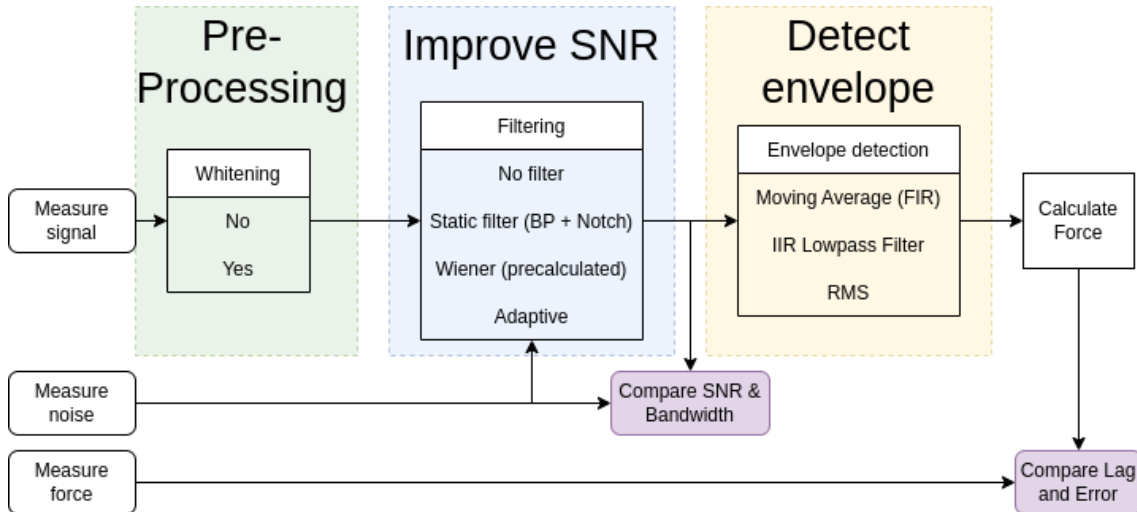 Pre-
Processing
Improve SNR
Detect
envelope
Whitening
No
Yes
Filtering
No filter
Static filter (BP + Notch)
Wiener (precalculated)
Adaptive
Envelope detection
Moving Average (FIR)
IIR Lowpass Filter
RMS
Measure
signal
Calculate
Force
Measure
noise
Compare SNR &
Bandwidth
Measure
force
Compare Lag
and Error